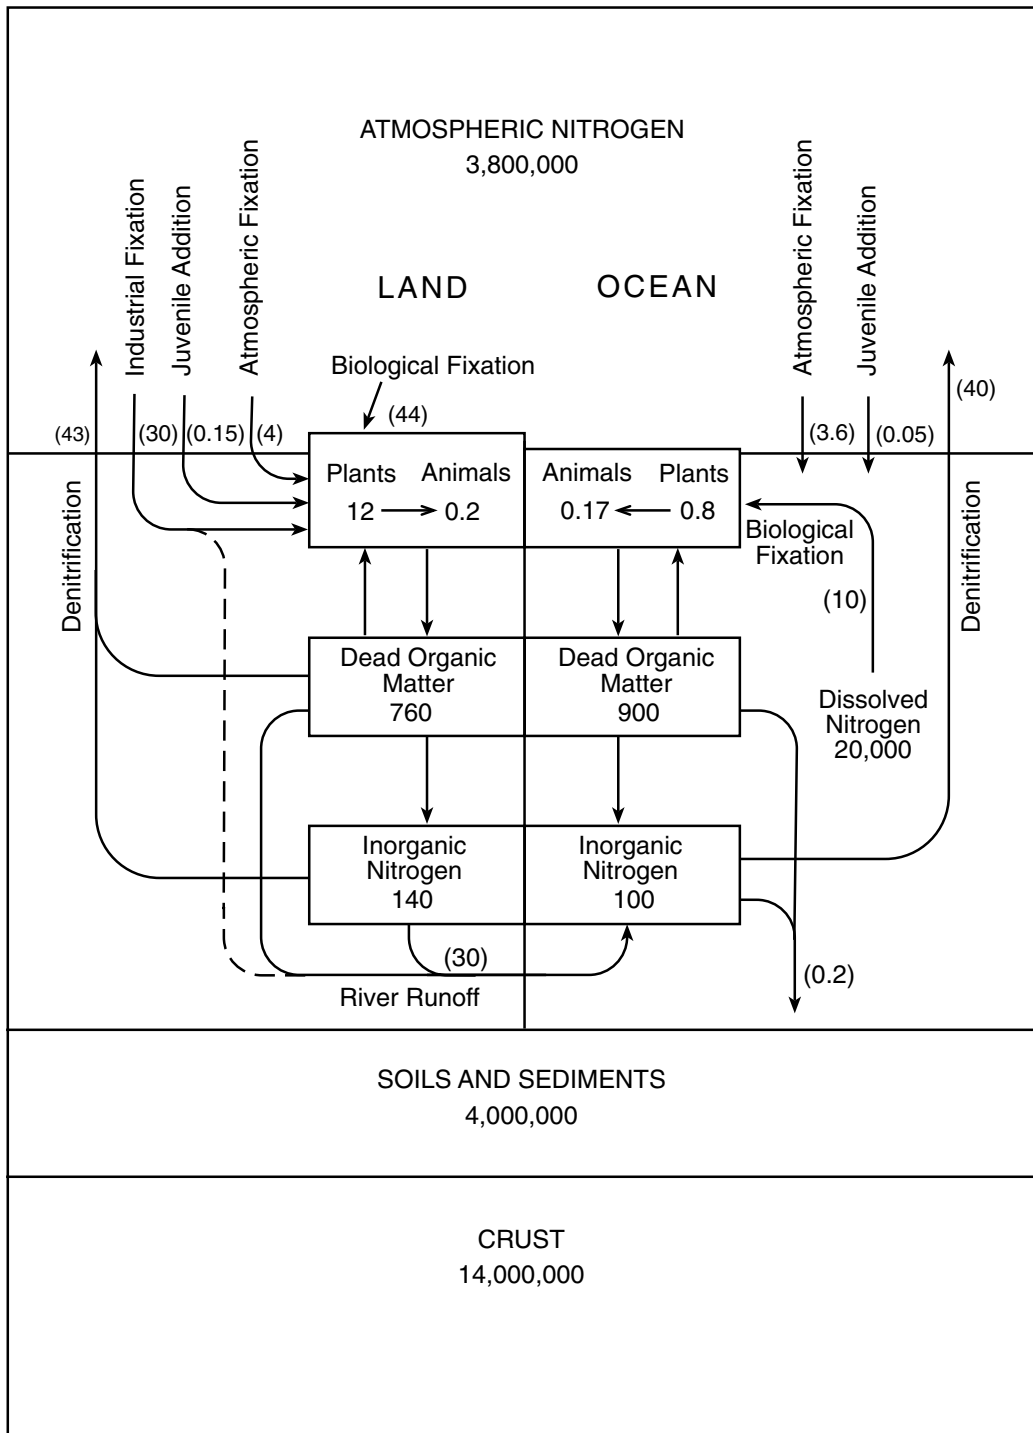 ATMOSPHERIC NITROGEN
3,800,000
Industrial Fixation
Juvenile Addition
Atmospheric Fixation
LAND
OCEAN
Atmospheric Fixation
Juvenile Addition
Biological Fixation
(44)
(43)
(30)
(0.15)
(4)
(3.6)
(0.05)
(40)
Denitrification
Plants
Animals
12
0.2
Animals
Plants
0.17
0.8
Biological
Fixation
(10)
Denitrification
Dead Organic
Matter
760
Dead Organic
Matter
900
Dissolved
Nitrogen
20,000
Inorganic
Nitrogen
140
Inorganic
Nitrogen
100
(30)
River Runoff
(0.2)
SOILS AND SEDIMENTS
4,000,000
CRUST
14,000,000